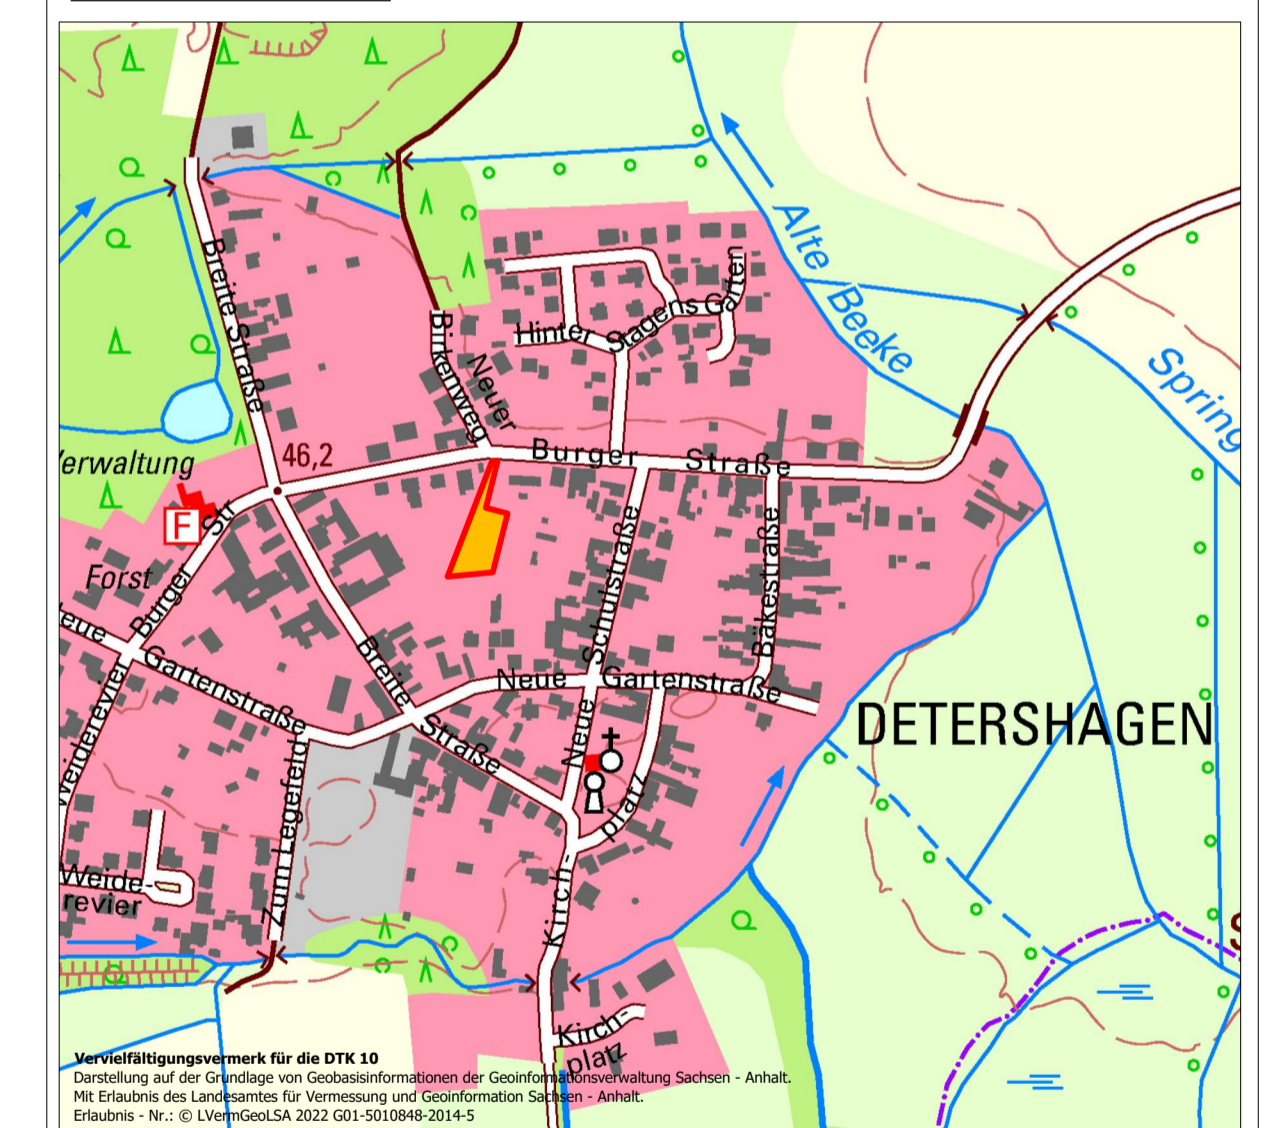 Alte Beeke
Spring
Breite Straße
Birkenweg
Neuer
Hinter Stagens Garten
46,2
Burger Straße
Verwaltung
F
Forst
Burger Str
Neue
Gartenstraße
Breite
Straße
Neue Schulstraße
Bäkestraße
Neue Gartenstraße
DETERSHAGEN
Weiderevier
Zum Legefeld
platz
Kirch-
Weide-
revier
Kirch-
platz
S
Vervielfältigungsvermerk für die DTK 10
Darstellung auf der Grundlage von Geobasisinformationen der Geoinformationsverwaltung Sachsen - Anhalt.
Mit Erlaubnis des Landesamtes für Vermessung und Geoinformation Sachsen - Anhalt.
Erlaubnis - Nr.: © LVermGeoLSA 2022 G01-5010848-2014-5